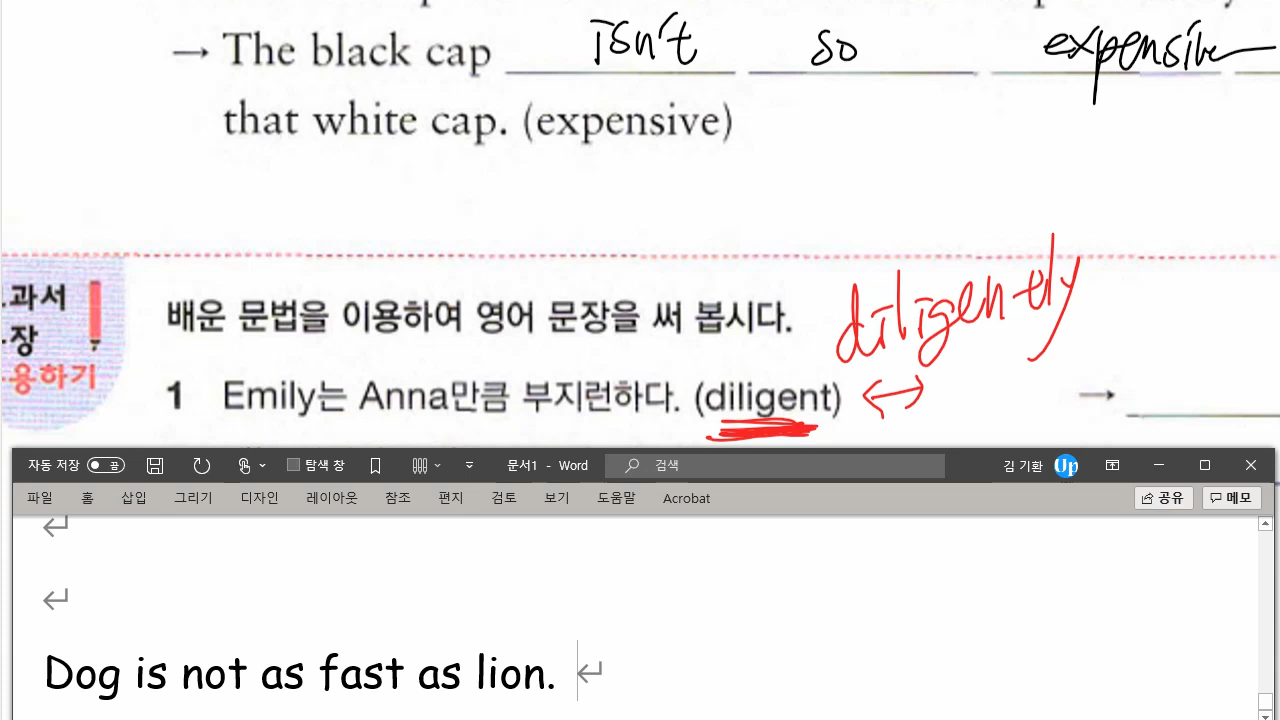 → The black cap isn't so expensive
that white cap. (expensive)
과서
장
용하기
배운 문법을 이용하여 영어 문장을 써 봅시다.
diligently
1 Emily는 Anna만큼 부지런하다. (diligent) ↔ →
자동 저장 끔 탐색 창 문서1 - Word 검색 김 기환 Up
파일 홈 삽입 그리기 디자인 레이아웃 참조 편지 검토 보기 도움말 Acrobat 공유 메모
Dog is not as fast as lion.